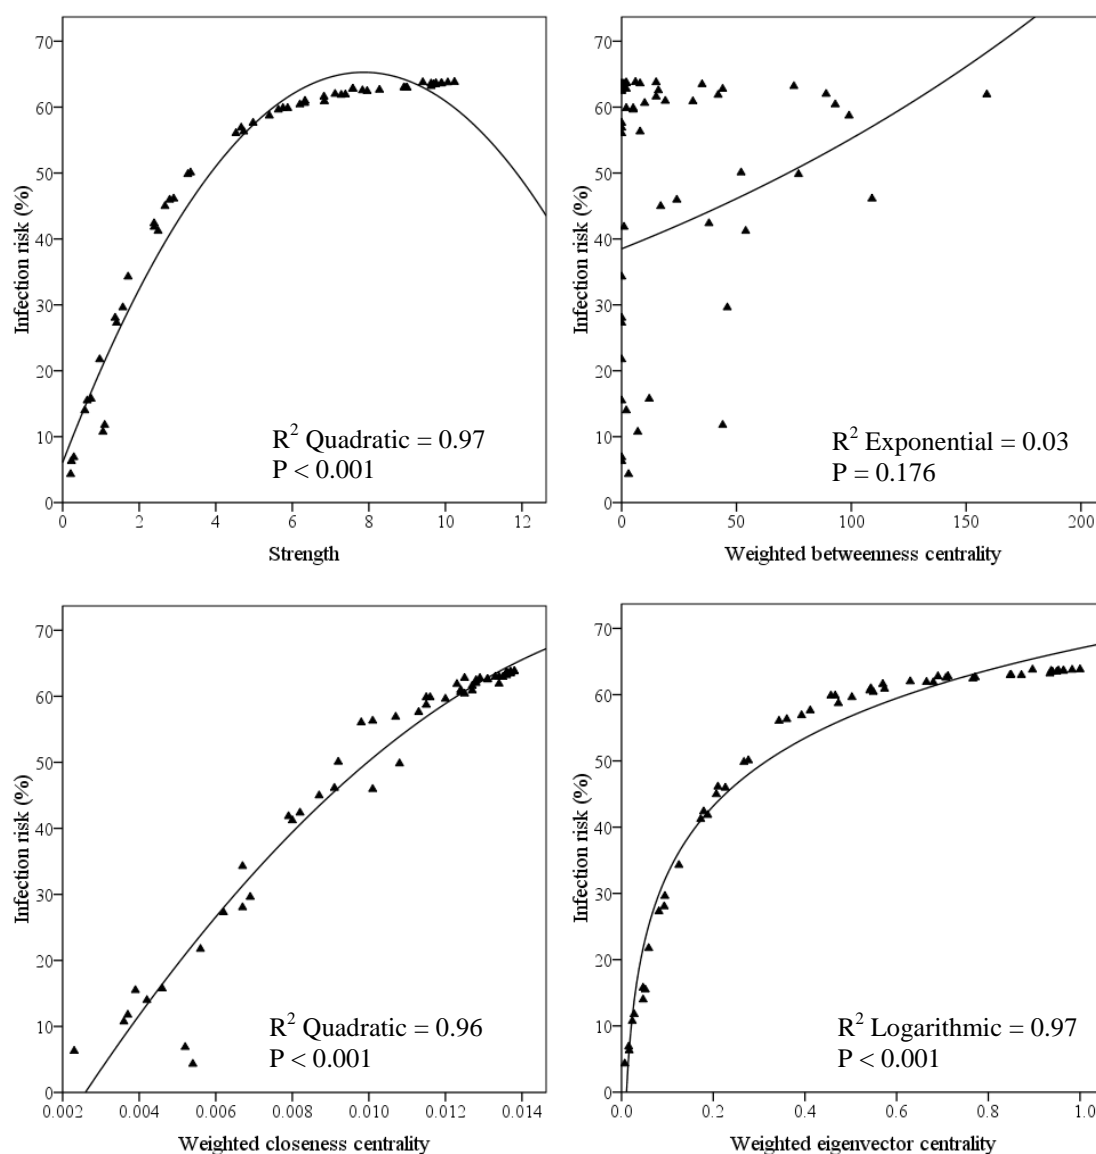 70
60
50
40
30
20
10
0
Infection risk (%)
R² Quadratic = 0.97
P < 0.001
0 2 4 6 8 10 12
Strength
70
60
50
40
30
20
10
0
Infection risk (%)
R² Exponential = 0.03
P = 0.176
0 50 100 150 200
Weighted betweenness centrality
70
60
50
40
30
20
10
0
Infection risk (%)
R² Quadratic = 0.96
P < 0.001
0.002 0.004 0.006 0.008 0.010 0.012 0.014
Weighted closeness centrality
70
60
50
40
30
20
10
0
Infection risk (%)
R² Logarithmic = 0.97
P < 0.001
0.0 0.2 0.4 0.6 0.8 1.0
Weighted eigenvector centrality